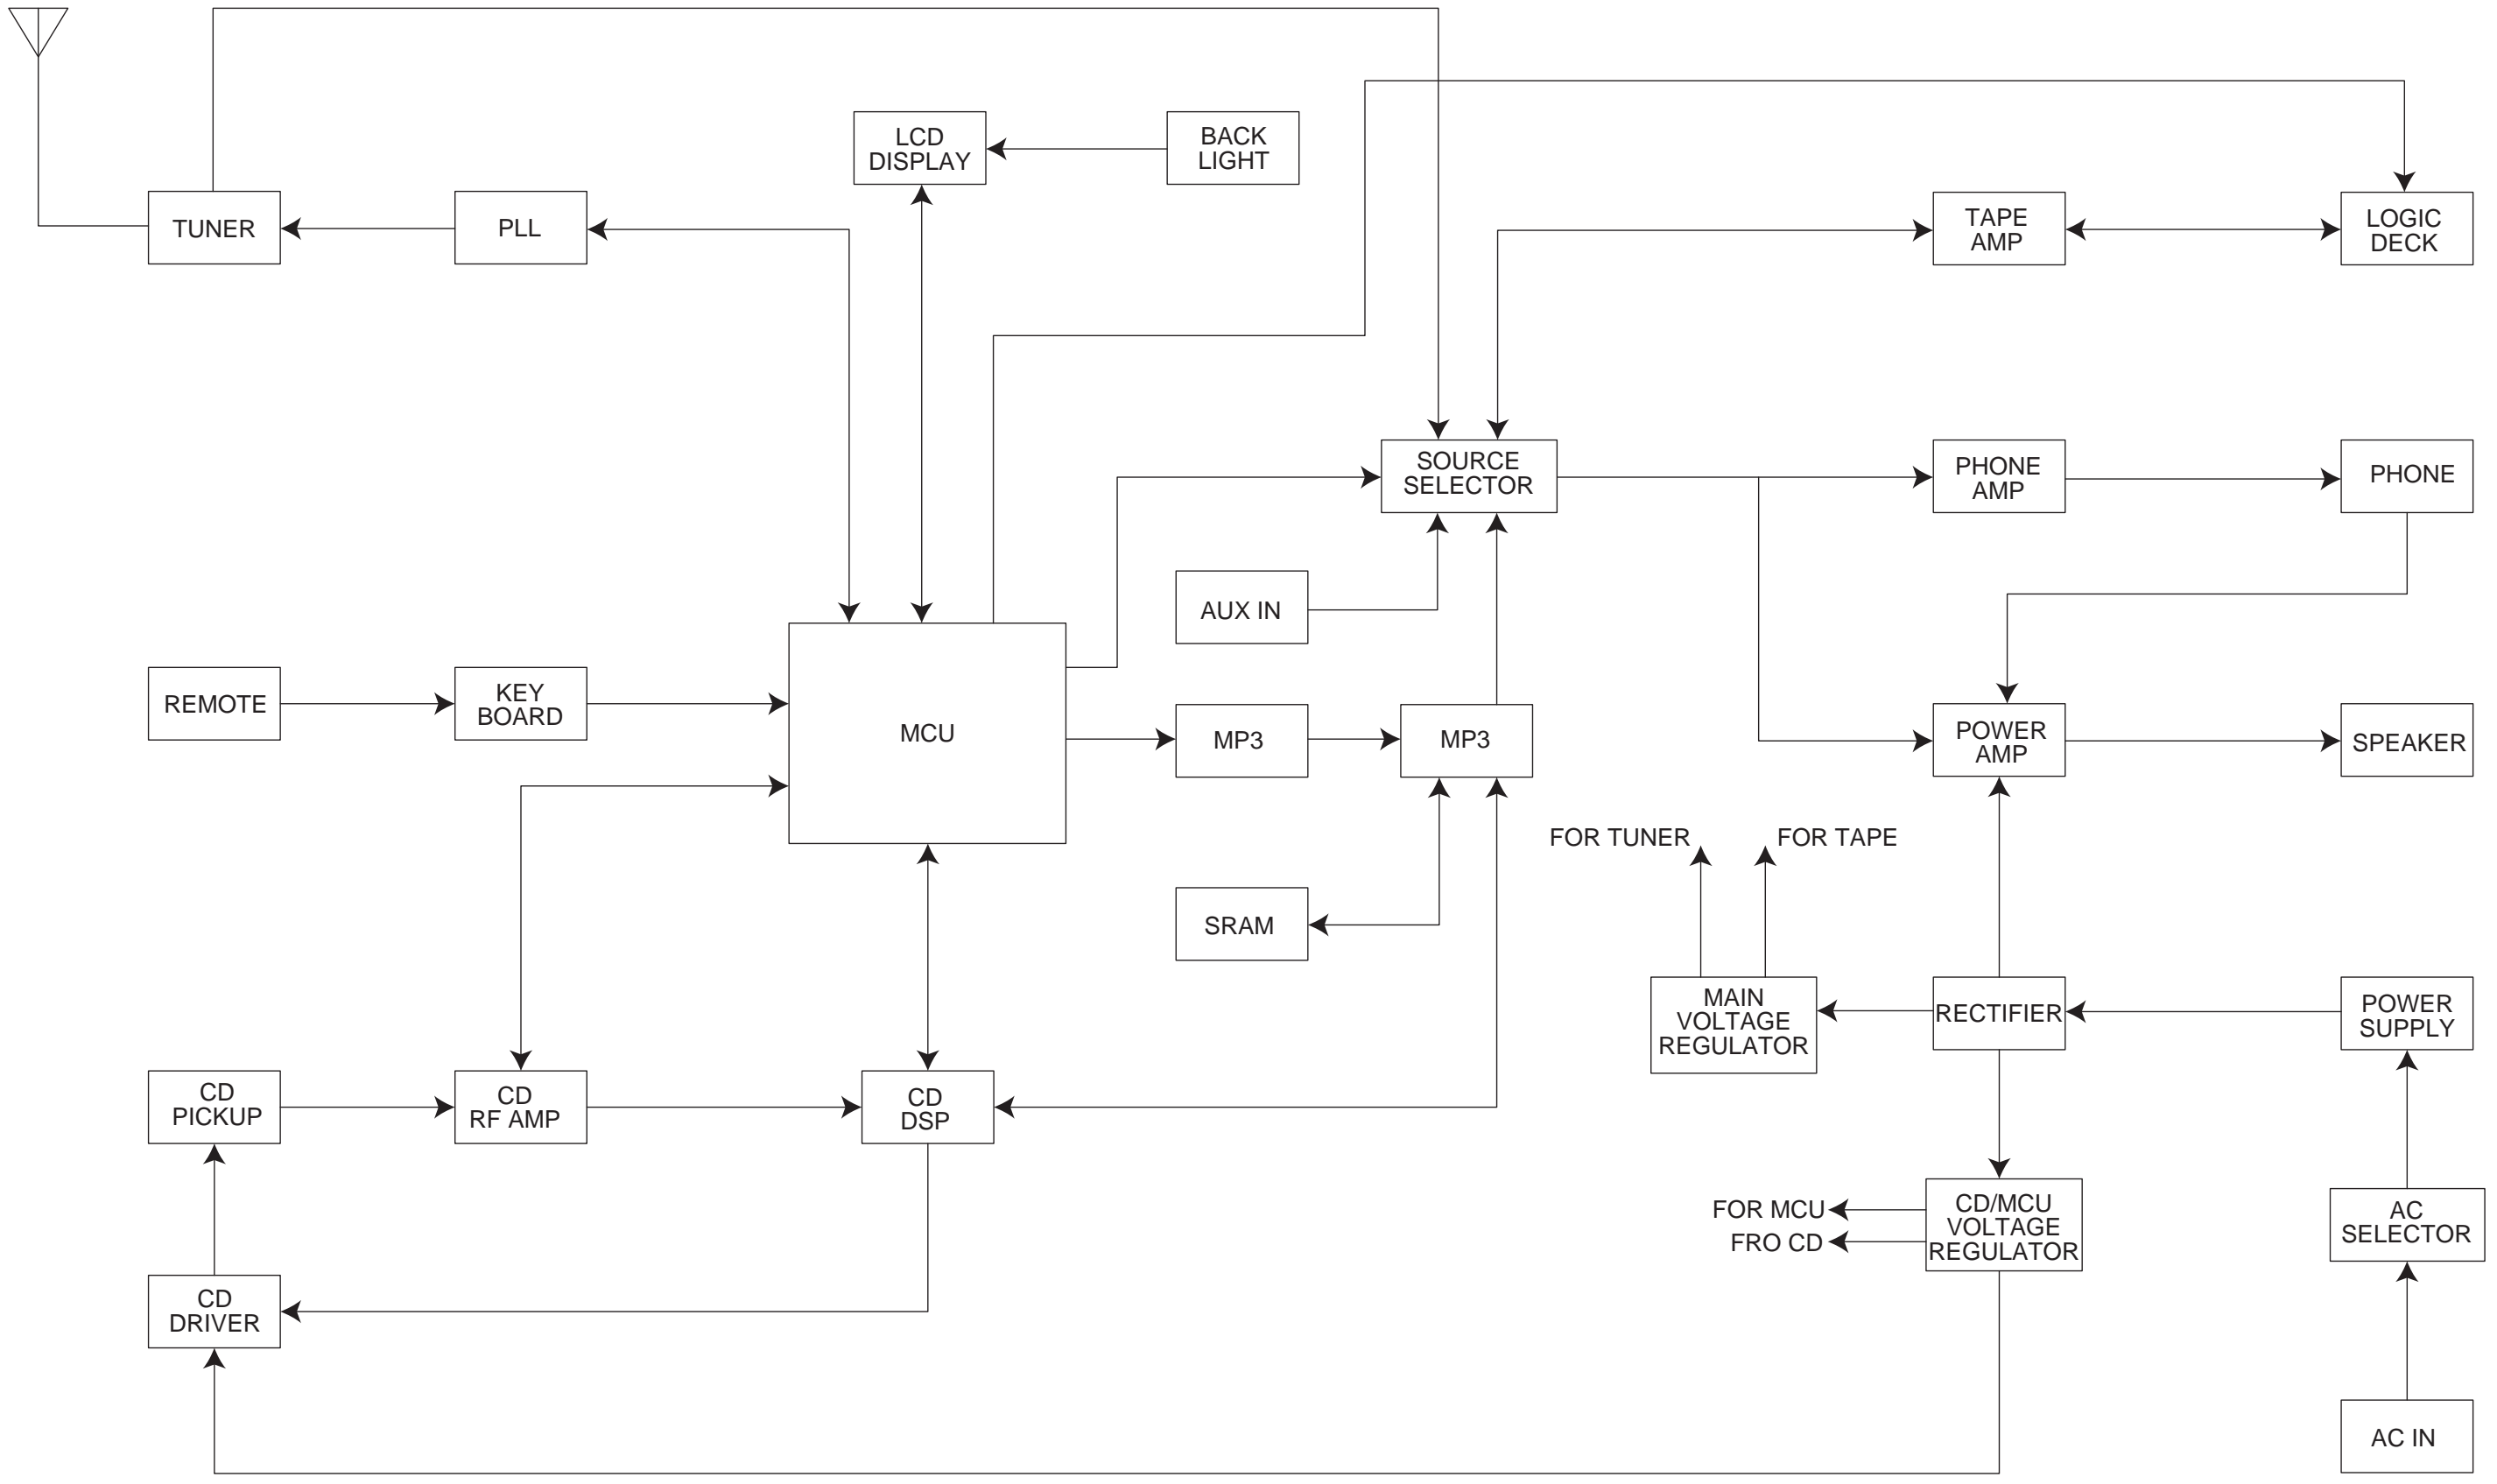 LCD
DISPLAY
BACK
LIGHT
TUNER
PLL
TAPE
AMP
LOGIC
DECK
SOURCE
SELECTOR
PHONE
AMP
PHONE
AUX IN
REMOTE
KEY
BOARD
MCU
MP3
MP3
POWER
AMP
SPEAKER
FOR TUNER
FOR TAPE
SRAM
MAIN
VOLTAGE
REGULATOR
RECTIFIER
POWER
SUPPLY
CD
PICKUP
CD
RF AMP
CD
DSP
FOR MCU
FRO CD
CD/MCU
VOLTAGE
REGULATOR
AC
SELECTOR
CD
DRIVER
AC IN